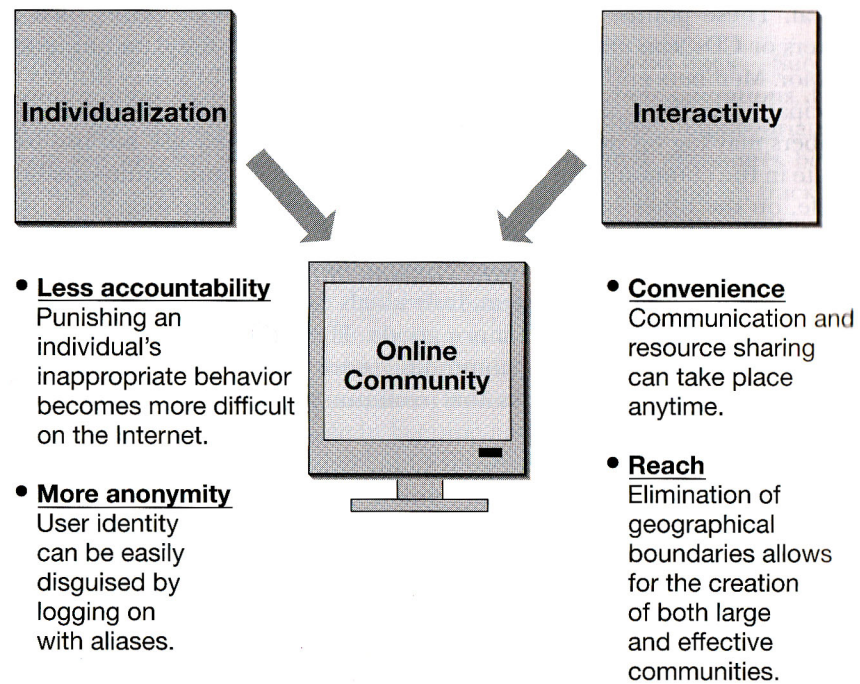 Individualization
Interactivity
Online
Community
• Less accountability
Punishing an
individual's
inappropriate behavior
becomes more difficult
on the Internet.
• More anonymity
User identity
can be easily
disguised by
logging on
with aliases.
• Convenience
Communication and
resource sharing
can take place
anytime.
• Reach
Elimination of
geographical
boundaries allows
for the creation
of both large
and effective
communities.